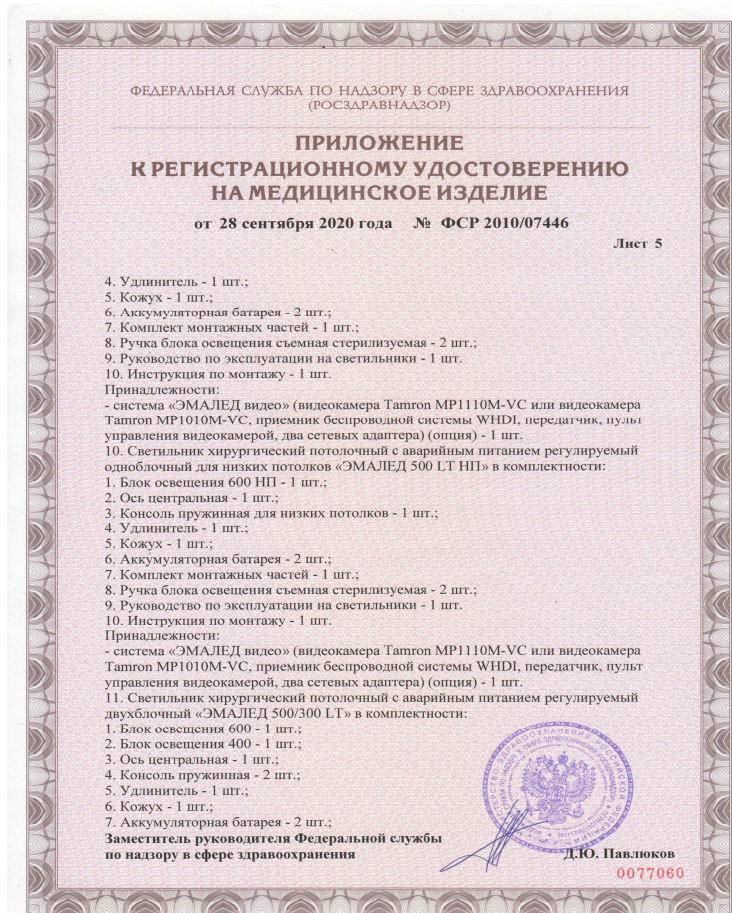 ФЕДЕРАЛЬНАЯ СЛУЖБА ПО НАДЗОРУ В СФЕРЕ ЗДРАВООХРАНЕНИЯ
(РОСЗДРАВНАДЗОР)
ПРИЛОЖЕНИЕ
К РЕГИСТРАЦИОННОМУ УДОСТОВЕРЕНИЮ
НА МЕДИЦИНСКОЕ ИЗДЕЛИЕ
от 28 сентября 2020 года № ФСР 2010/07446
Лист 5
4. Удлинитель - 1 шт.;
5. Кожух - 1 шт.;
6. Аккумуляторная батарея - 2 шт.;
7. Комплект монтажных частей - 1 шт.;
8. Ручка блока освещения съемная стерилизуемая - 2 шт.;
9. Руководство по эксплуатации на светильники - 1 шт.
10. Инструкция по монтажу - 1 шт.
Принадлежности:
- система «ЭМАЛЕД видео» (видеокамера Tamron MP1110M-VC или видеокамера
Tamron MP1010M-VC, приемник беспроводной системы WHDI, передатчик, пульт
управления видеокамерой, два сетевых адаптера) (опция) - 1 шт.
10. Светильник хирургический потолочный с аварийным питанием регулируемый
одноблочный для низких потолков «ЭМАЛЕД 500 LT НП» в комплектности:
1. Блок освещения 600 НП - 1 шт.;
2. Ось центральная - 1 шт.;
3. Консоль пружинная для низких потолков - 1 шт.;
4. Удлинитель - 1 шт.;
5. Кожух - 1 шт.;
6. Аккумуляторная батарея - 2 шт.;
7. Комплект монтажных частей - 1 шт.;
8. Ручка блока освещения съемная стерилизуемая - 2 шт.;
9. Руководство по эксплуатации на светильники - 1 шт.
10. Инструкция по монтажу - 1 шт.
Принадлежности:
- система «ЭМАЛЕД видео» (видеокамера Tamron MP1110M-VC или видеокамера
Tamron MP1010M-VC, приемник беспроводной системы WHDI, передатчик, пульт
управления видеокамерой, два сетевых адаптера) (опция) - 1 шт.
11. Светильник хирургический потолочный с аварийным питанием регулируемый
двухблочный «ЭМАЛЕД 500/300 LT» в комплектности:
1. Блок освещения 600 - 1 шт.;
2. Блок освещения 400 - 1 шт.;
3. Ось центральная - 1 шт.;
4. Консоль пружинная - 2 шт.;
5. Удлинитель - 1 шт.;
6. Кожух - 1 шт.;
7. Аккумуляторная батарея - 2 шт.;
Заместитель руководителя Федеральной службы
по надзору в сфере здравоохранения
Д.Ю. Павлюков
0077060